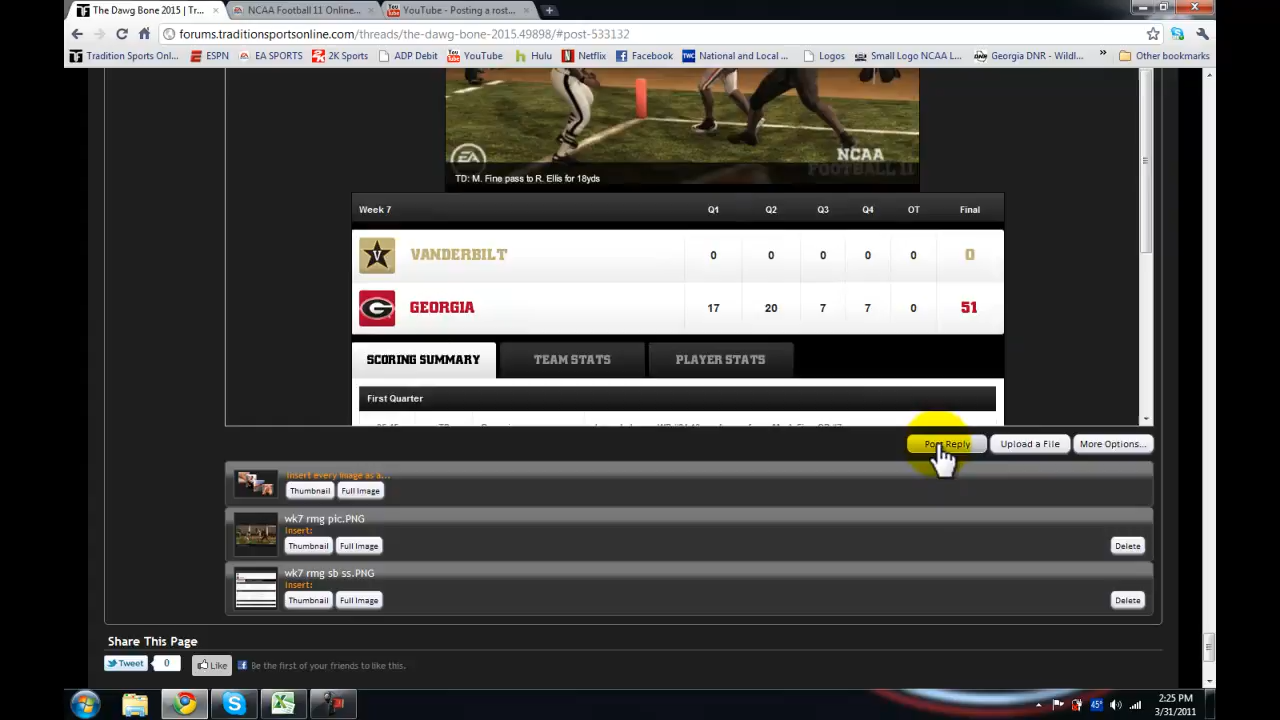 The Dawg Bone 2015 | Tr...
NCAA Football 11 Online...
YouTube - Posting a rost...
forums.traditionsportsonline.com/threads/the-dawg-bone-2015.49898/#post-533132
Tradition Sports Onl...
ESPN
EA SPORTS
2K Sports
ADP Debit
YouTube
Hulu
Netflix
Facebook
National and Local ...
Logos
Small Logo NCAA L...
Georgia DNR - Wildl...
Other bookmarks
NCAA
FOOTBALL 11
TD: M. Fine pass to R. Ellis for 18yds
Week 7 Q1 Q2 Q3 Q4 OT Final
VANDERBILT 0 0 0 0 0 0
GEORGIA 17 20 7 7 0 51
SCORING SUMMARY TEAM STATS PLAYER STATS
First Quarter
Post Reply Upload a File More Options...
Insert every image as a...
Thumbnail Full Image
wk7 rmg pic.PNG
Insert:
Thumbnail Full Image Delete
wk7 rmg sb ss.PNG
Insert:
Thumbnail Full Image Delete
Share This Page
Tweet 0 Like Be the first of your friends to like this.
45°
2:25 PM
3/31/2011